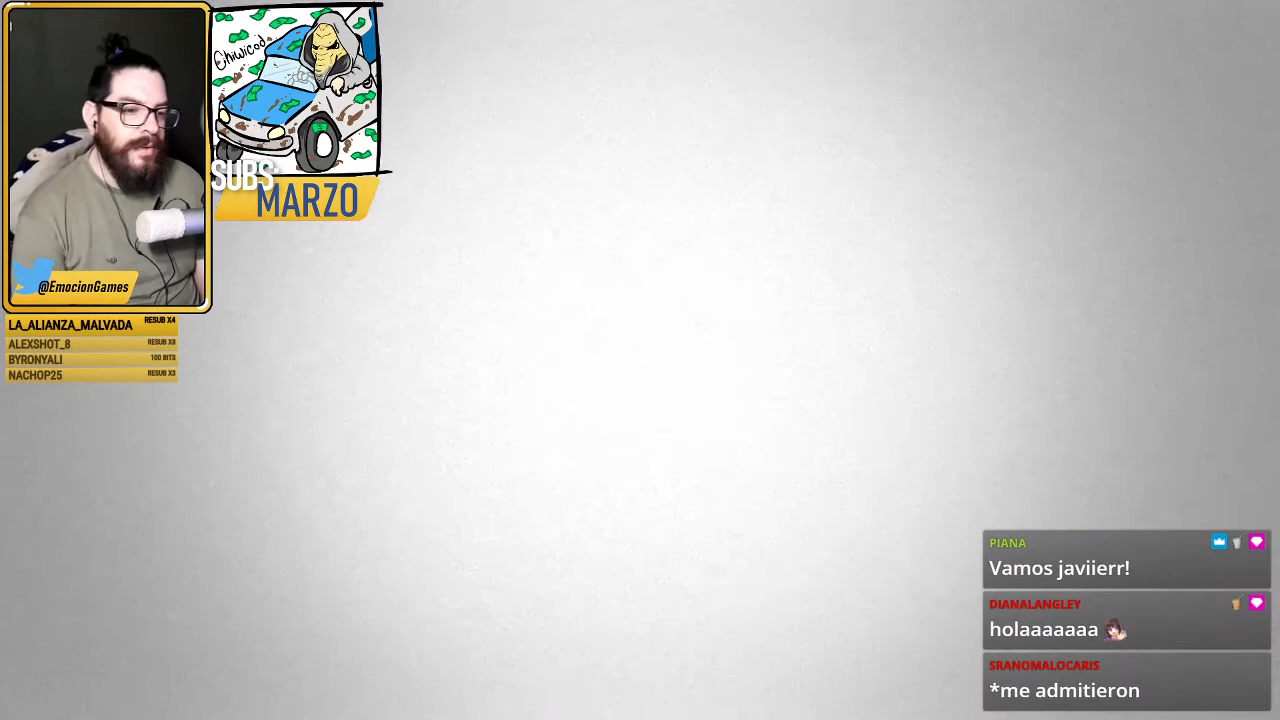 Chiwicod
SUBS:
MARZO
@EmocionGames
LA_ALIANZA_MALVADA RESUB X4
ALEXSHOT_8 RESUB X8
BYRONYALI 100 BITS
NACHOP25 RESUB X3
PIANA
Vamos javiierr!
DIANALANGLEY
holaaaaaaa
SRANOMALOCARIS
*me admitieron